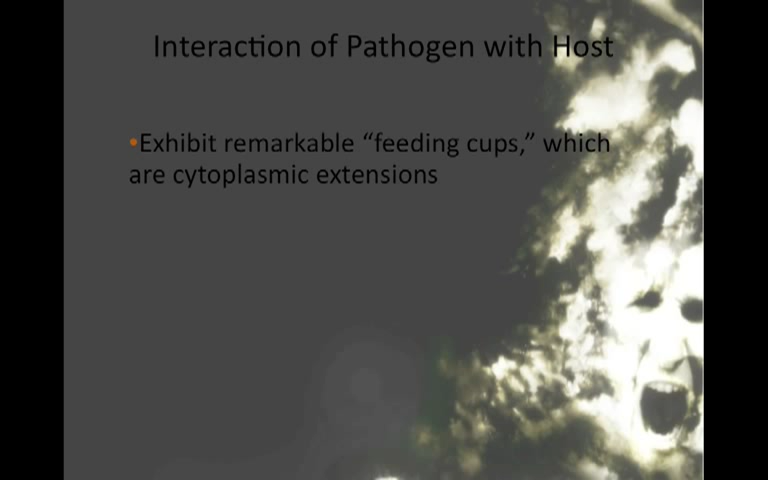 Interaction of Pathogen with Host
•Exhibit remarkable “feeding cups,” which
are cytoplasmic extensions